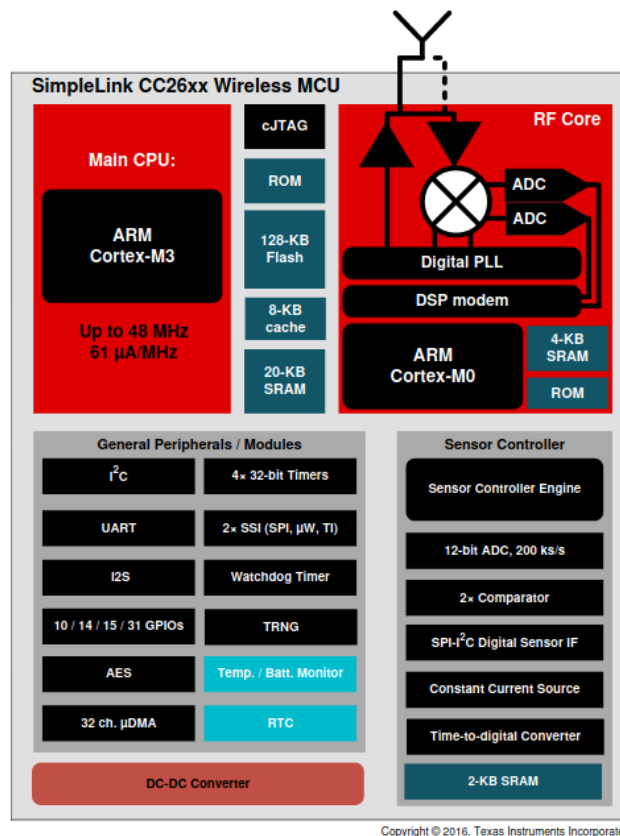 SimpleLink CC26xx Wireless MCU
Main CPU:
ARM
Cortex-M3
Up to 48 MHz
61 µA/MHz
cJTAG
ROM
128-KB
Flash
8-KB
cache
20-KB
SRAM
RF Core
ADC
ADC
Digital PLL
DSP modem
ARM
Cortex-M0
4-KB
SRAM
ROM
General Peripherals / Modules
I²C
4× 32-bit Timers
UART
2× SSI (SPI, µW, TI)
I2S
Watchdog Timer
10 / 14 / 15 / 31 GPIOs
TRNG
AES
Temp. / Batt. Monitor
32 ch. µDMA
RTC
DC-DC Converter
Sensor Controller
Sensor Controller Engine
12-bit ADC, 200 ks/s
2× Comparator
SPI-I²C Digital Sensor IF
Constant Current Source
Time-to-digital Converter
2-KB SRAM
Copyright © 2016, Texas Instruments Incorporate